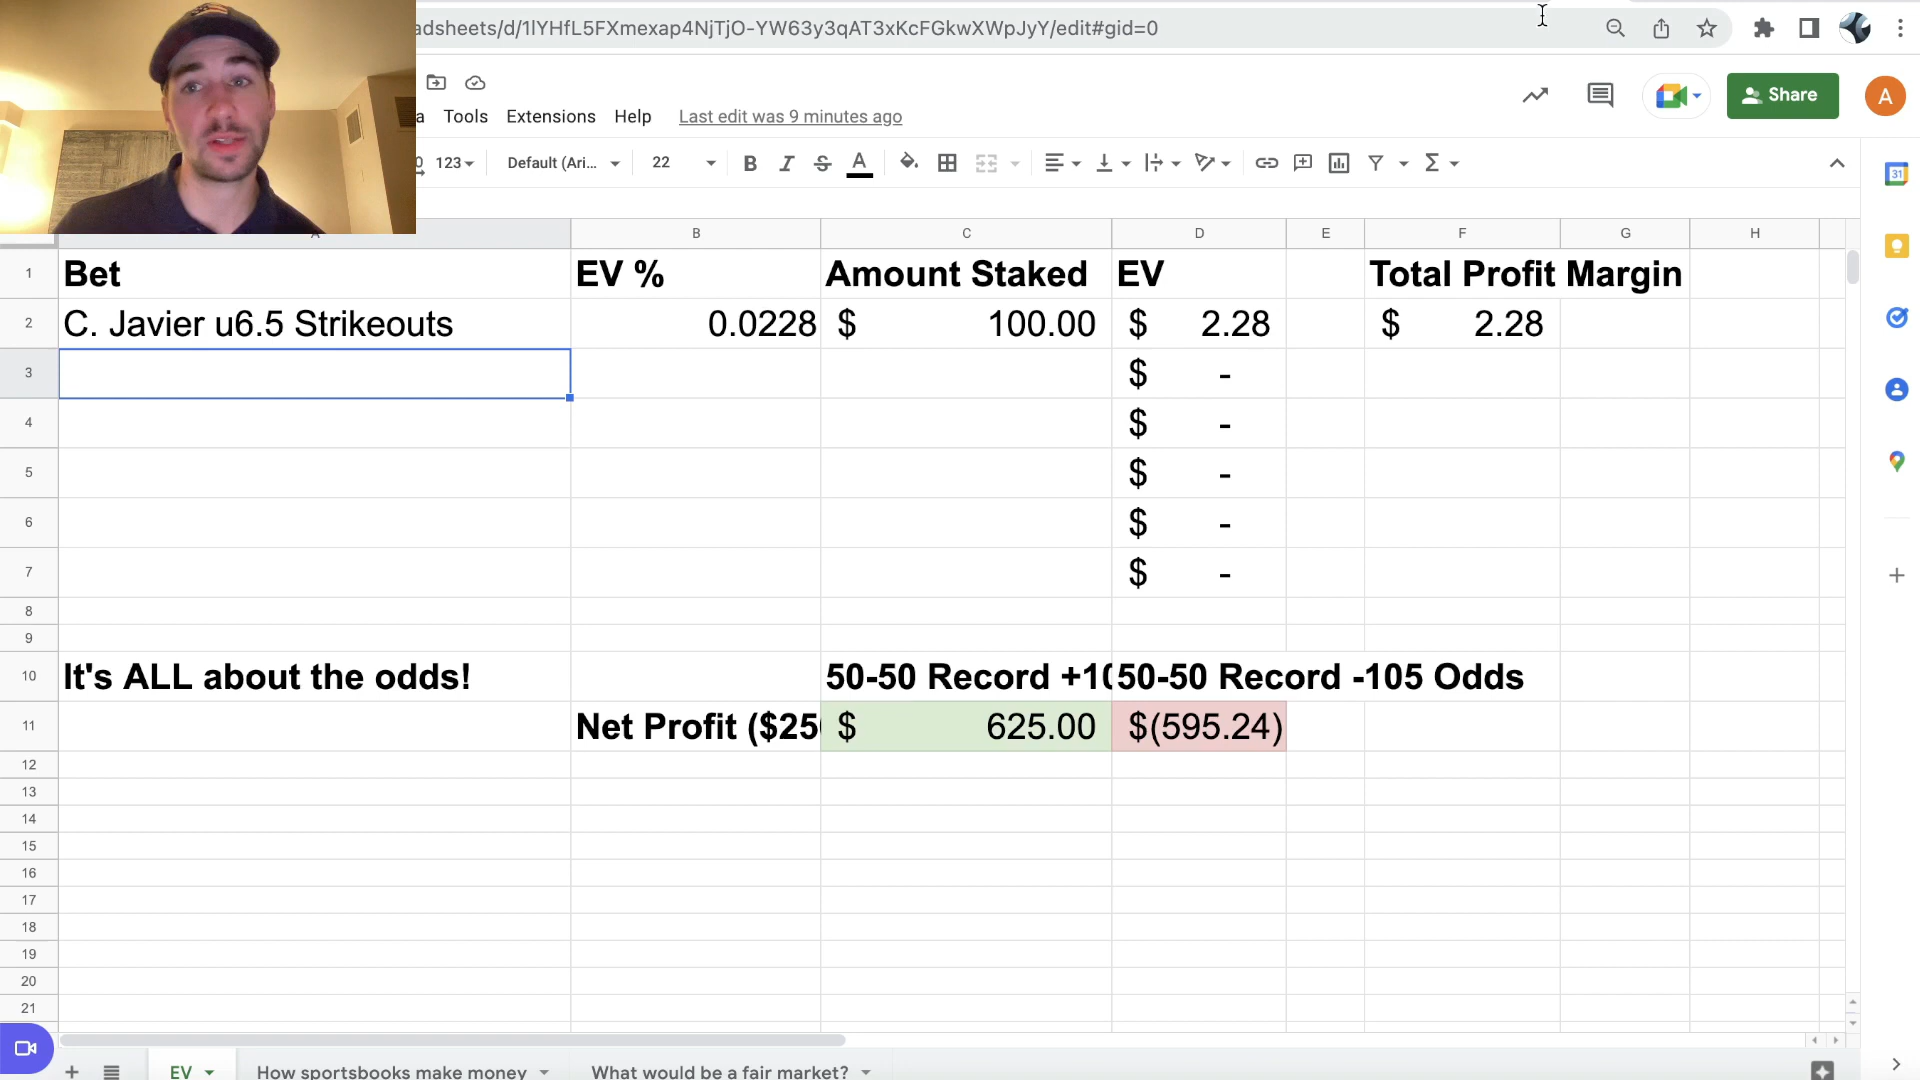 adsheets/d/1lYHfL5FXmexap4NjTjO-YW63y3qAT3xKcFGkwXWpJyY/edit#gid=0
Tools Extensions Help Last edit was 9 minutes ago
Share
A
123 Default (Ari... 22 B I S A
31
A B C D E F G H
1 Bet EV % Amount Staked EV Total Profit Margin
2 C. Javier u6.5 Strikeouts 0.0228 $ 100.00 $ 2.28 $ 2.28
3 $ -
4 $ -
5 $ -
6 $ -
7 $ -
8
9
10 It's ALL about the odds! 50-50 Record 50-50 Record -105 Odds
11 Net Profit $ 625.00 $(595.24)
12
13
14
15
16
17
18
19
20
21
EV How sportsbooks make money What would be a fair market?